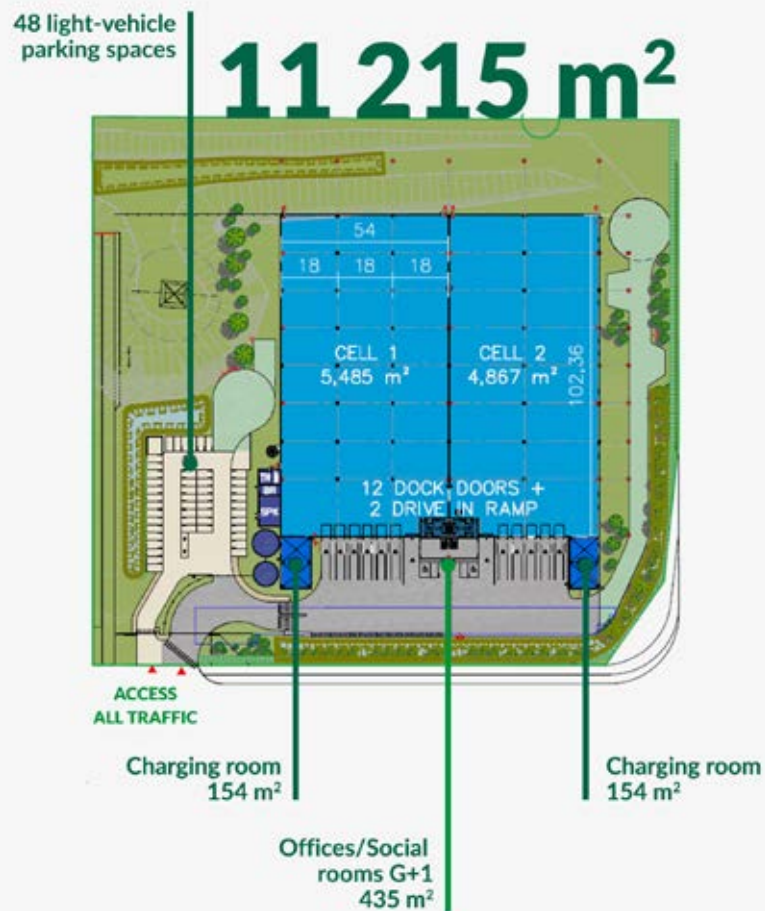 48 light-vehicle
parking spaces
11 215 m²
54
18 18 18
CELL 1
5,485 m²
CELL 2
4,867 m²
102,36
12 DOCK DOORS +
2 DRIVE IN RAMP
SPK
ACCESS
ALL TRAFFIC
Charging room
154 m²
Charging room
154 m²
Offices/Social
rooms G+1
435 m²